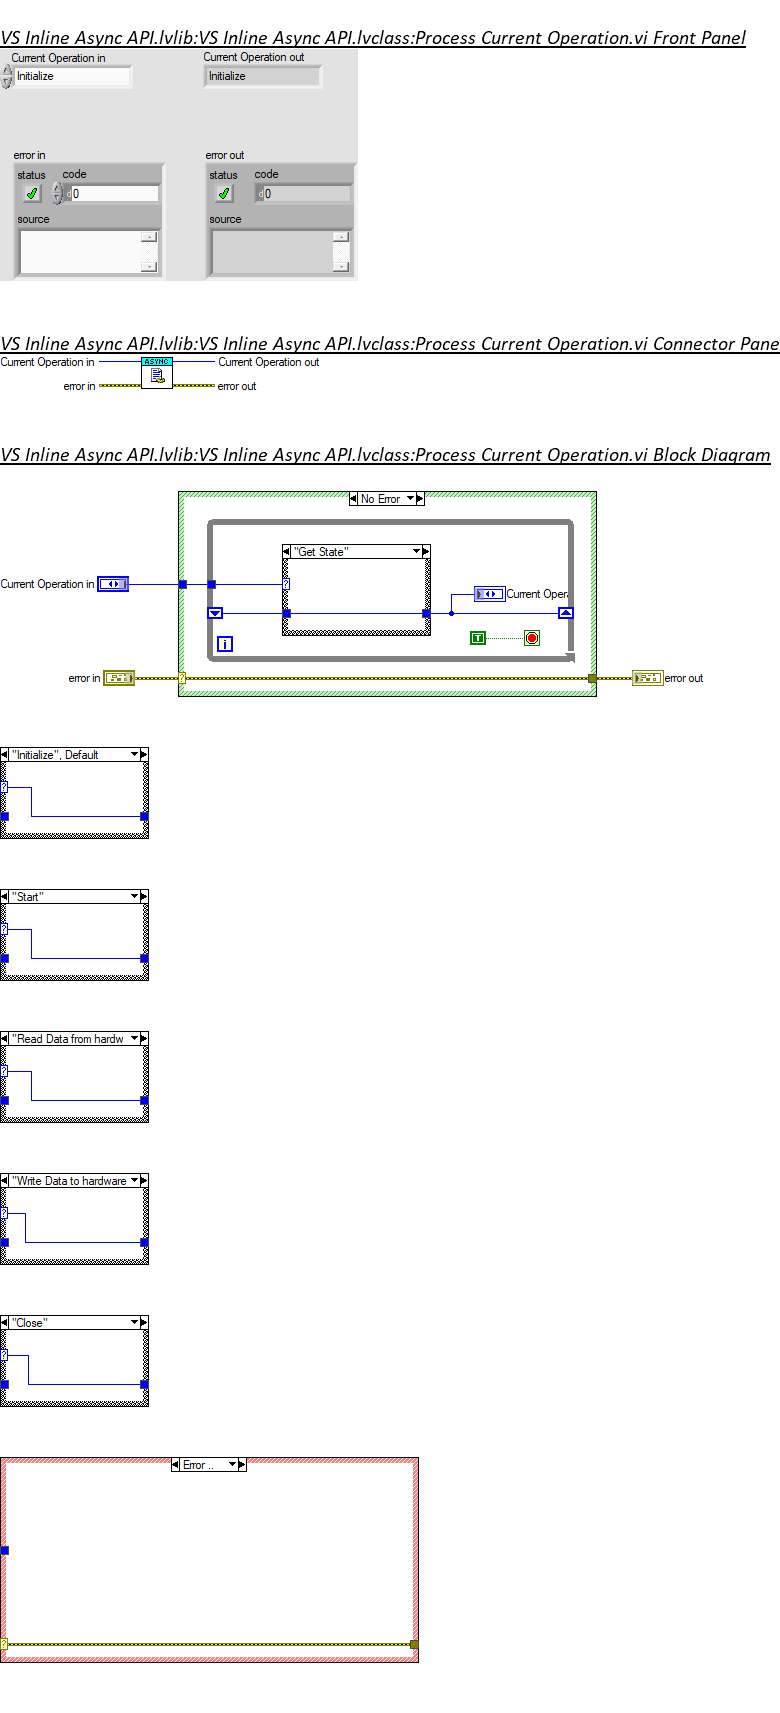 VS Inline Async API.lvlib:VS Inline Async API.lvclass:Process Current Operation.vi Front Panel
Current Operation in
Current Operation out
Initialize
Initialize
error in
error out
status code
status code
d 0
d 0
source
source
VS Inline Async API.lvlib:VS Inline Async API.lvclass:Process Current Operation.vi Connector Pane
Current Operation in
ASYNC
Current Operation out
error in
error out
VS Inline Async API.lvlib:VS Inline Async API.lvclass:Process Current Operation.vi Block Diagram
No Error
"Get State"
Current Operation in
?
Current Opera
i
T
error in
?
error out
"Initialize", Default
?
"Start"
?
"Read Data from hardw
?
"Write Data to hardware
?
"Close"
?
Error ..
?